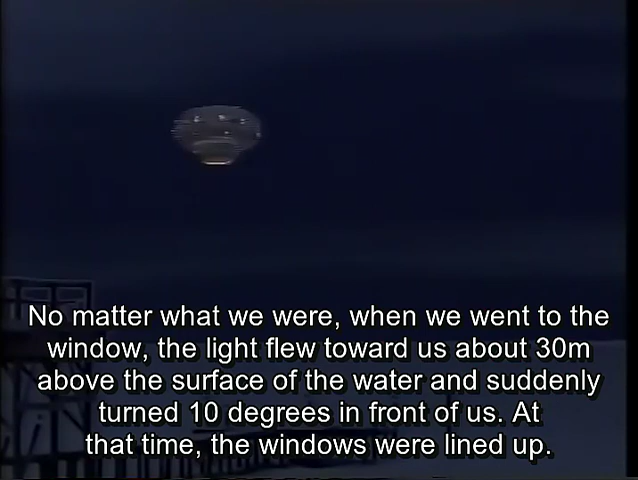 No matter what we were, when we went to the
window, the light flew toward us about 30m
above the surface of the water and suddenly
turned 10 degrees in front of us. At
that time, the windows were lined up.